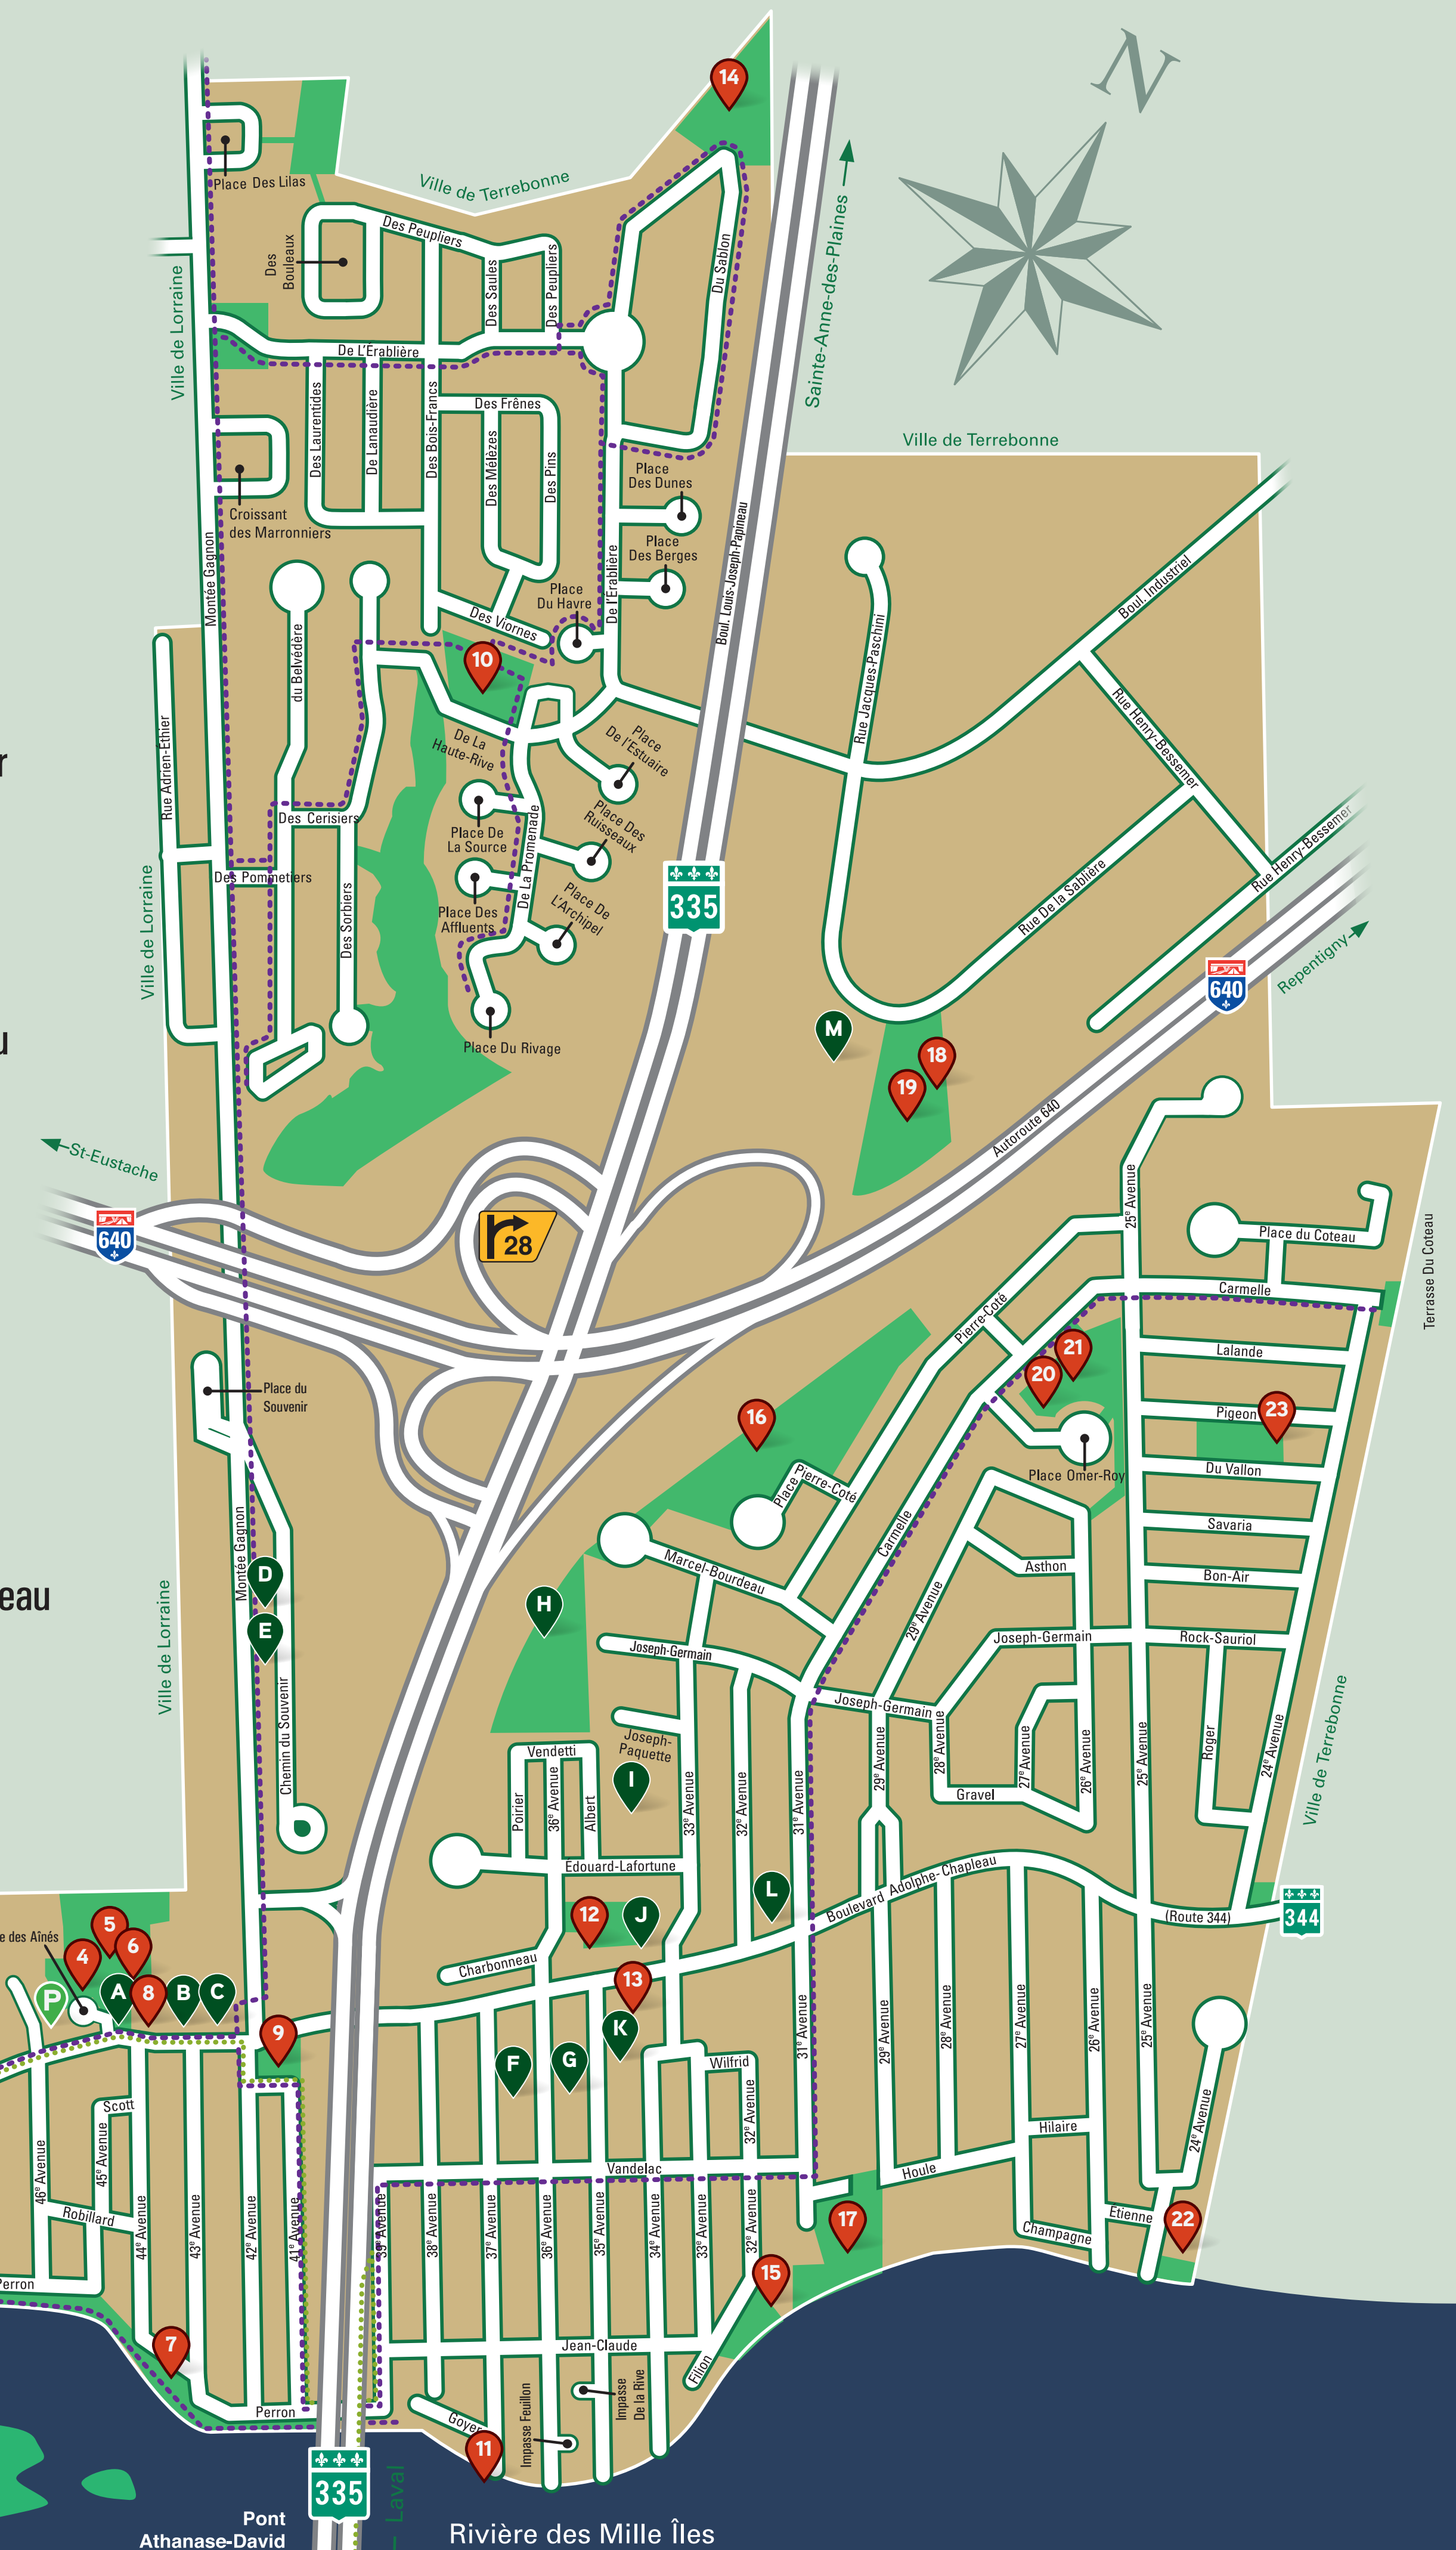 N
14
Place Des Lilas
Ville de Terrebonne
Des Peupliers
Des
Bouleaux
Des Saules
Des Peupliers
Du Sablon
Sainte-Anne-des-Plaines
Ville de Lorraine
De L'Érablière
Ville de Terrebonne
Des Laurentides
De Lanaudière
Des Bois-Francs
Des Frênes
Des Mélèzes
Des Pins
Place
Des Dunes
Croissant
des Marronniers
Place
Des Berges
Boul. Louis-Joseph-Papineau
Montée Gagnon
De l'Érablière
Place
Du Havre
Des Viornes
Boul. Industriel
Rue Jacques-Paschini
du Belvédère
10
Rue Henry-Bessemer
Rue Adrien-Éthier
De La
Haute-Rive
Place
De l'Estuaire
r
Des Cerisiers
Place De
La Source
Place Des
Ruisseaux
De La Promenade
Rue Henry-Bessemer
Des Pommetiers
335
Place Des
Affluents
Place De
L'Archipel
Rue De la Sablière
Ville de Lorraine
Des Sorbiers
Repentigny
640
u
Place Du Rivage
M
18
19
Autoroute 640
St-Eustache
640
28
25e Avenue
Place du Coteau
Terrasse Du Coteau
Carmelle
Pierre-Coté
21
20
Lalande
Place du
Souvenir
16
Pigeon
23
Place Omer-Roy
Du Vallon
Place
Pierre-Coté
Carmelle
Savaria
Montée Gagnon
Marcel-Bourdeau
Asthon
Bon-Air
D
eau
H
29e Avenue
E
Ville de Lorraine
Joseph-Germain
Joseph-Germain
Rock-Sauriol
Chemin du Souvenir
Joseph-Germain
Joseph-
Paquette
Vendetti
I
Poirier
36e Avenue
Albert
33e Avenue
32e Avenue
31e Avenue
29e Avenue
28e Avenue
27e Avenue
26e Avenue
25e Avenue
Roger
24e Avenue
Ville de Terrebonne
Gravel
Édouard-Lafortune
L
Boulevard Adolphe-Chapleau
(Route 344)
344
5
12
J
e des Aînés
4
6
Charbonneau
13
P
A
8
B
C
9
K
F
G
Wilfrid
31e Avenue
29e Avenue
28e Avenue
27e Avenue
26e Avenue
25e Avenue
Scott
32e Avenue
Hilaire
24e Avenue
46e Avenue
45e Avenue
Vandelac
Houle
Robillard
44e Avenue
43e Avenue
42e Avenue
41e Avenue
39e Avenue
38e Avenue
37e Avenue
36e Avenue
35e Avenue
34e Avenue
33e Avenue
32e Avenue
17
Etienne
22
Champagne
15
Perron
7
Jean-Claude
Filion
Perron
Goyer
11
Impasse Feuillon
Impasse
De la Rive
335
Laval
Pont
Athanase-David
Rivière des Mille Îles